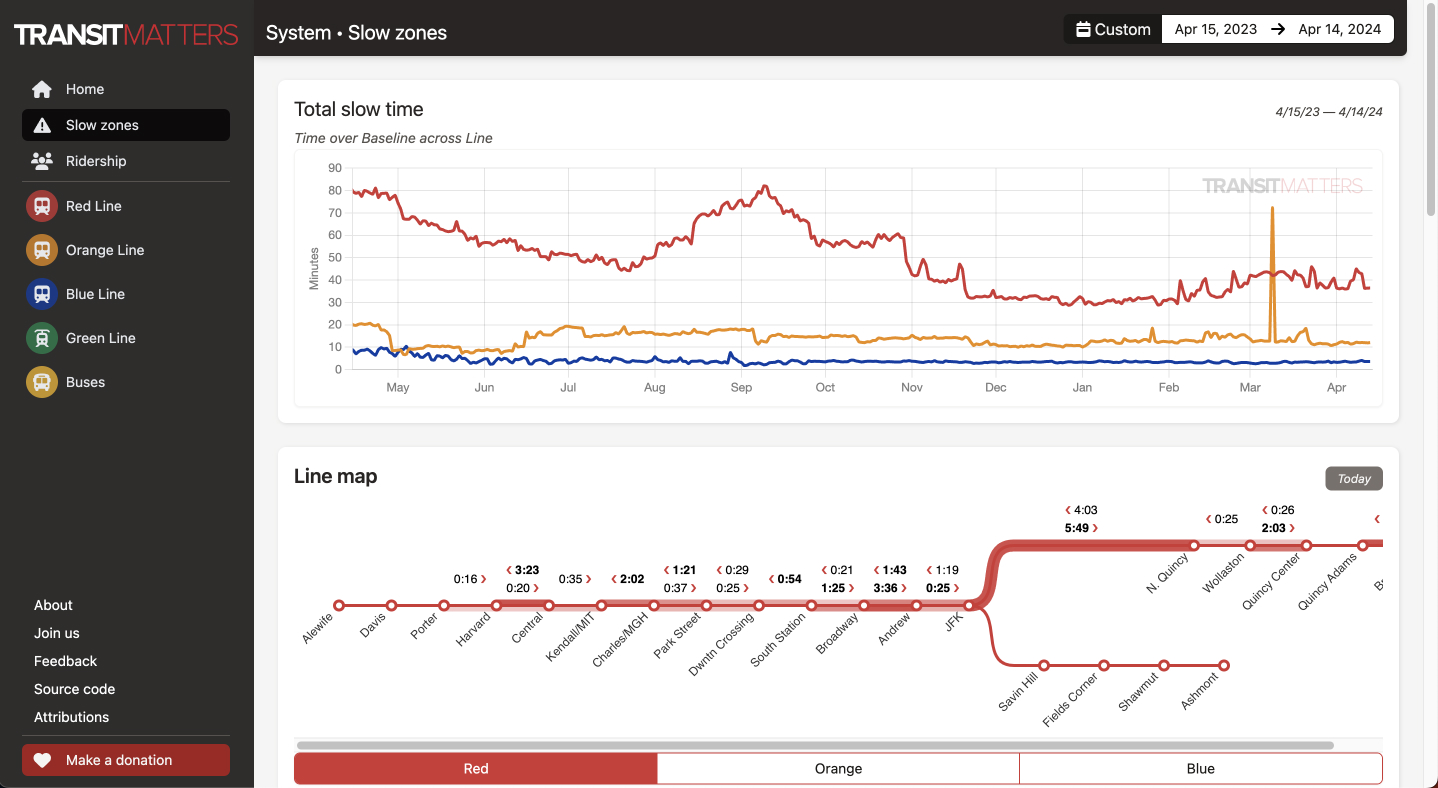 TRANSITMATTERS
Home
Slow zones
Ridership
Red Line
Orange Line
Blue Line
Green Line
Buses
About
Join us
Feedback
Source code
Attributions
Make a donation
System • Slow zones
Custom
Apr 15, 2023 → Apr 14, 2024
Total slow time
4/15/23 — 4/14/24
Time over Baseline across Line
TRANSITMATTERS
Minutes
90
80
70
60
50
40
30
20
10
0
May Jun Jul Aug Sep Oct Nov Dec Jan Feb Mar Apr
Line map
Today
‹ 4:03
5:49 ›
‹ 0:25
‹ 0:26
2:03 ›
‹
0:16 ›
‹ 3:23
0:20 ›
0:35 ›
‹ 2:02
‹ 1:21
0:37 ›
‹ 0:29
0:25 ›
‹ 0:54
‹ 0:21
1:25 ›
‹ 1:43
3:36 ›
‹ 1:19
0:25 ›
Alewife
Davis
Porter
Harvard
Central
Kendall/MIT
Charles/MGH
Park Street
Dwntn Crossing
South Station
Broadway
Andrew
JFK
N. Quincy
Wollaston
Quincy Center
Quincy Adams
Savin Hill
Fields Corner
Shawmut
Ashmont
Red
Orange
Blue